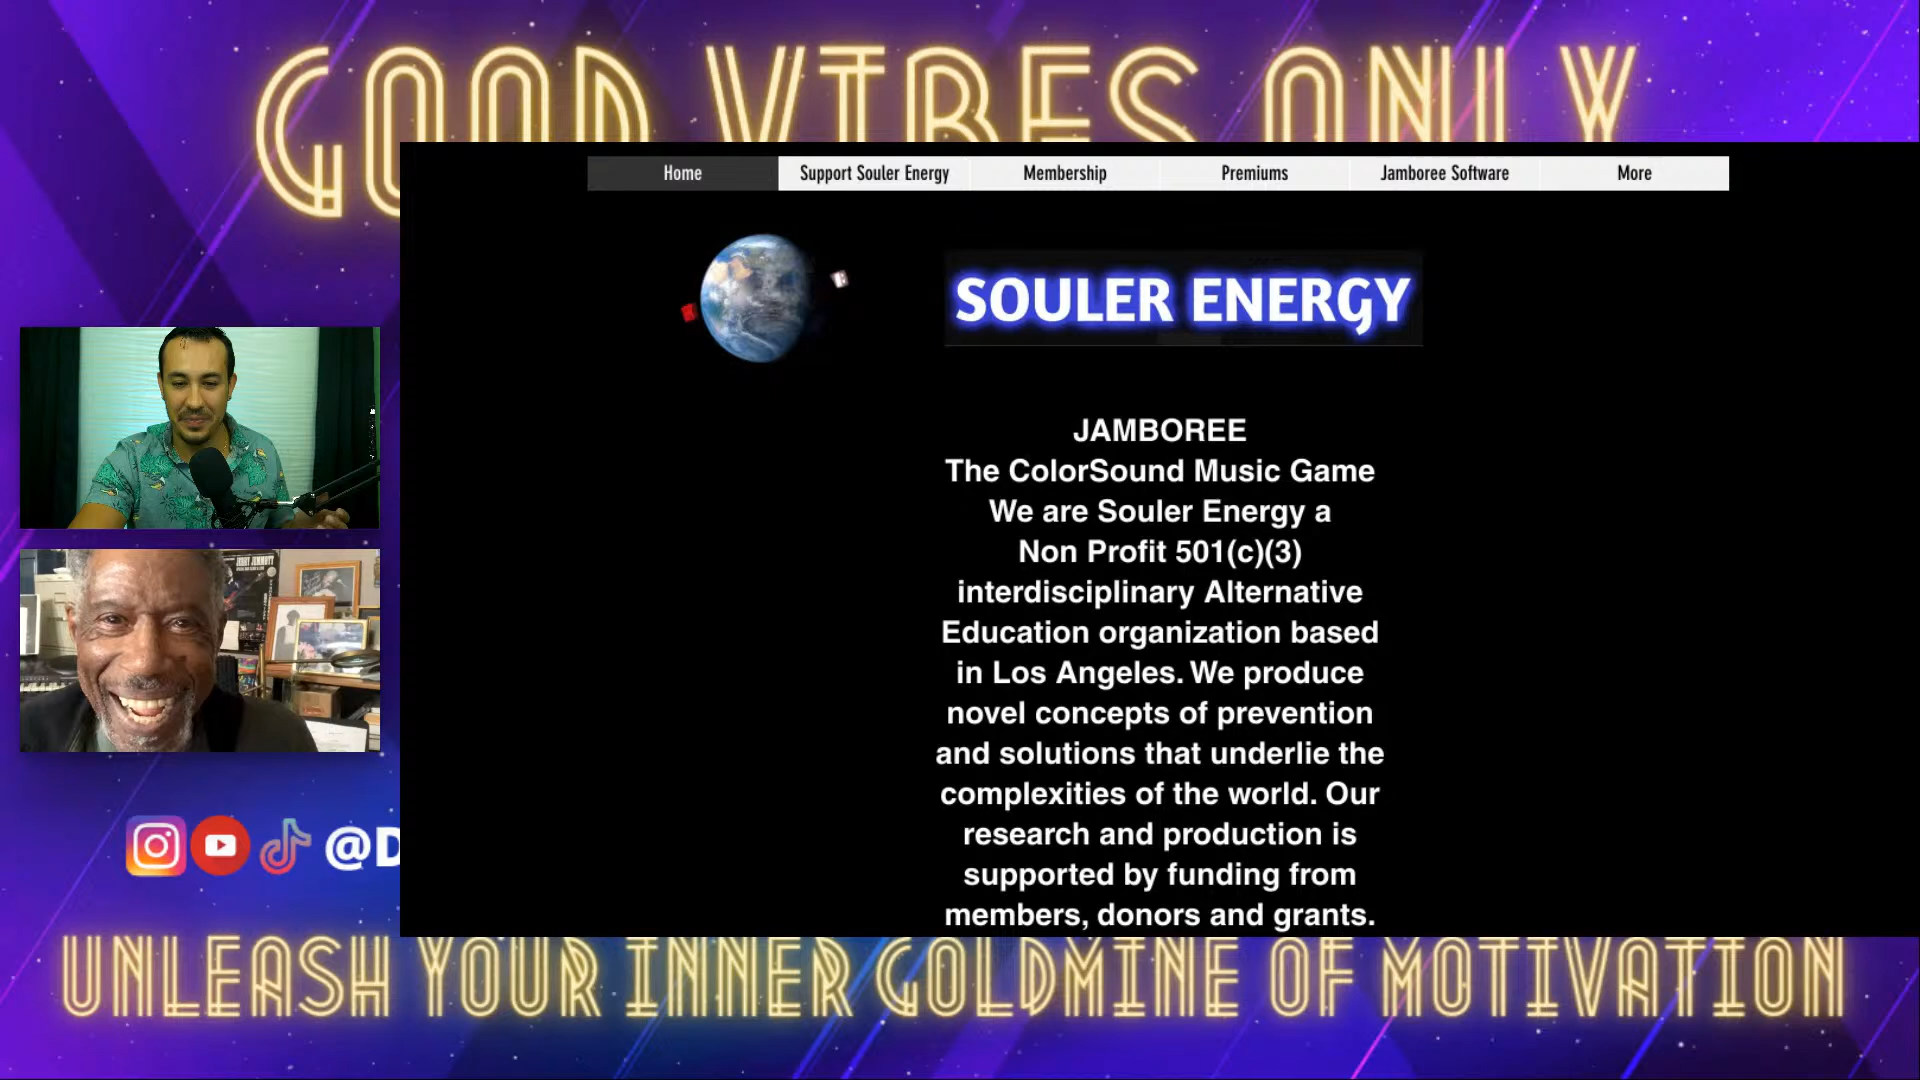 GOOD VIBES ONLY
Home
Support Souler Energy
Membership
Premiums
Jamboree Software
More
SOULER ENERGY
JAMBOREE
The ColorSound Music Game
We are Souler Energy a
Non Profit 501(c)(3)
interdisciplinary Alternative
Education organization based
in Los Angeles. We produce
novel concepts of prevention
and solutions that underlie the
complexities of the world. Our
research and production is
supported by funding from
members, donors and grants.
JERRY JEMMOTT
@D
UNLEASH YOUR INNER GOLDMINE OF MOTIVATION